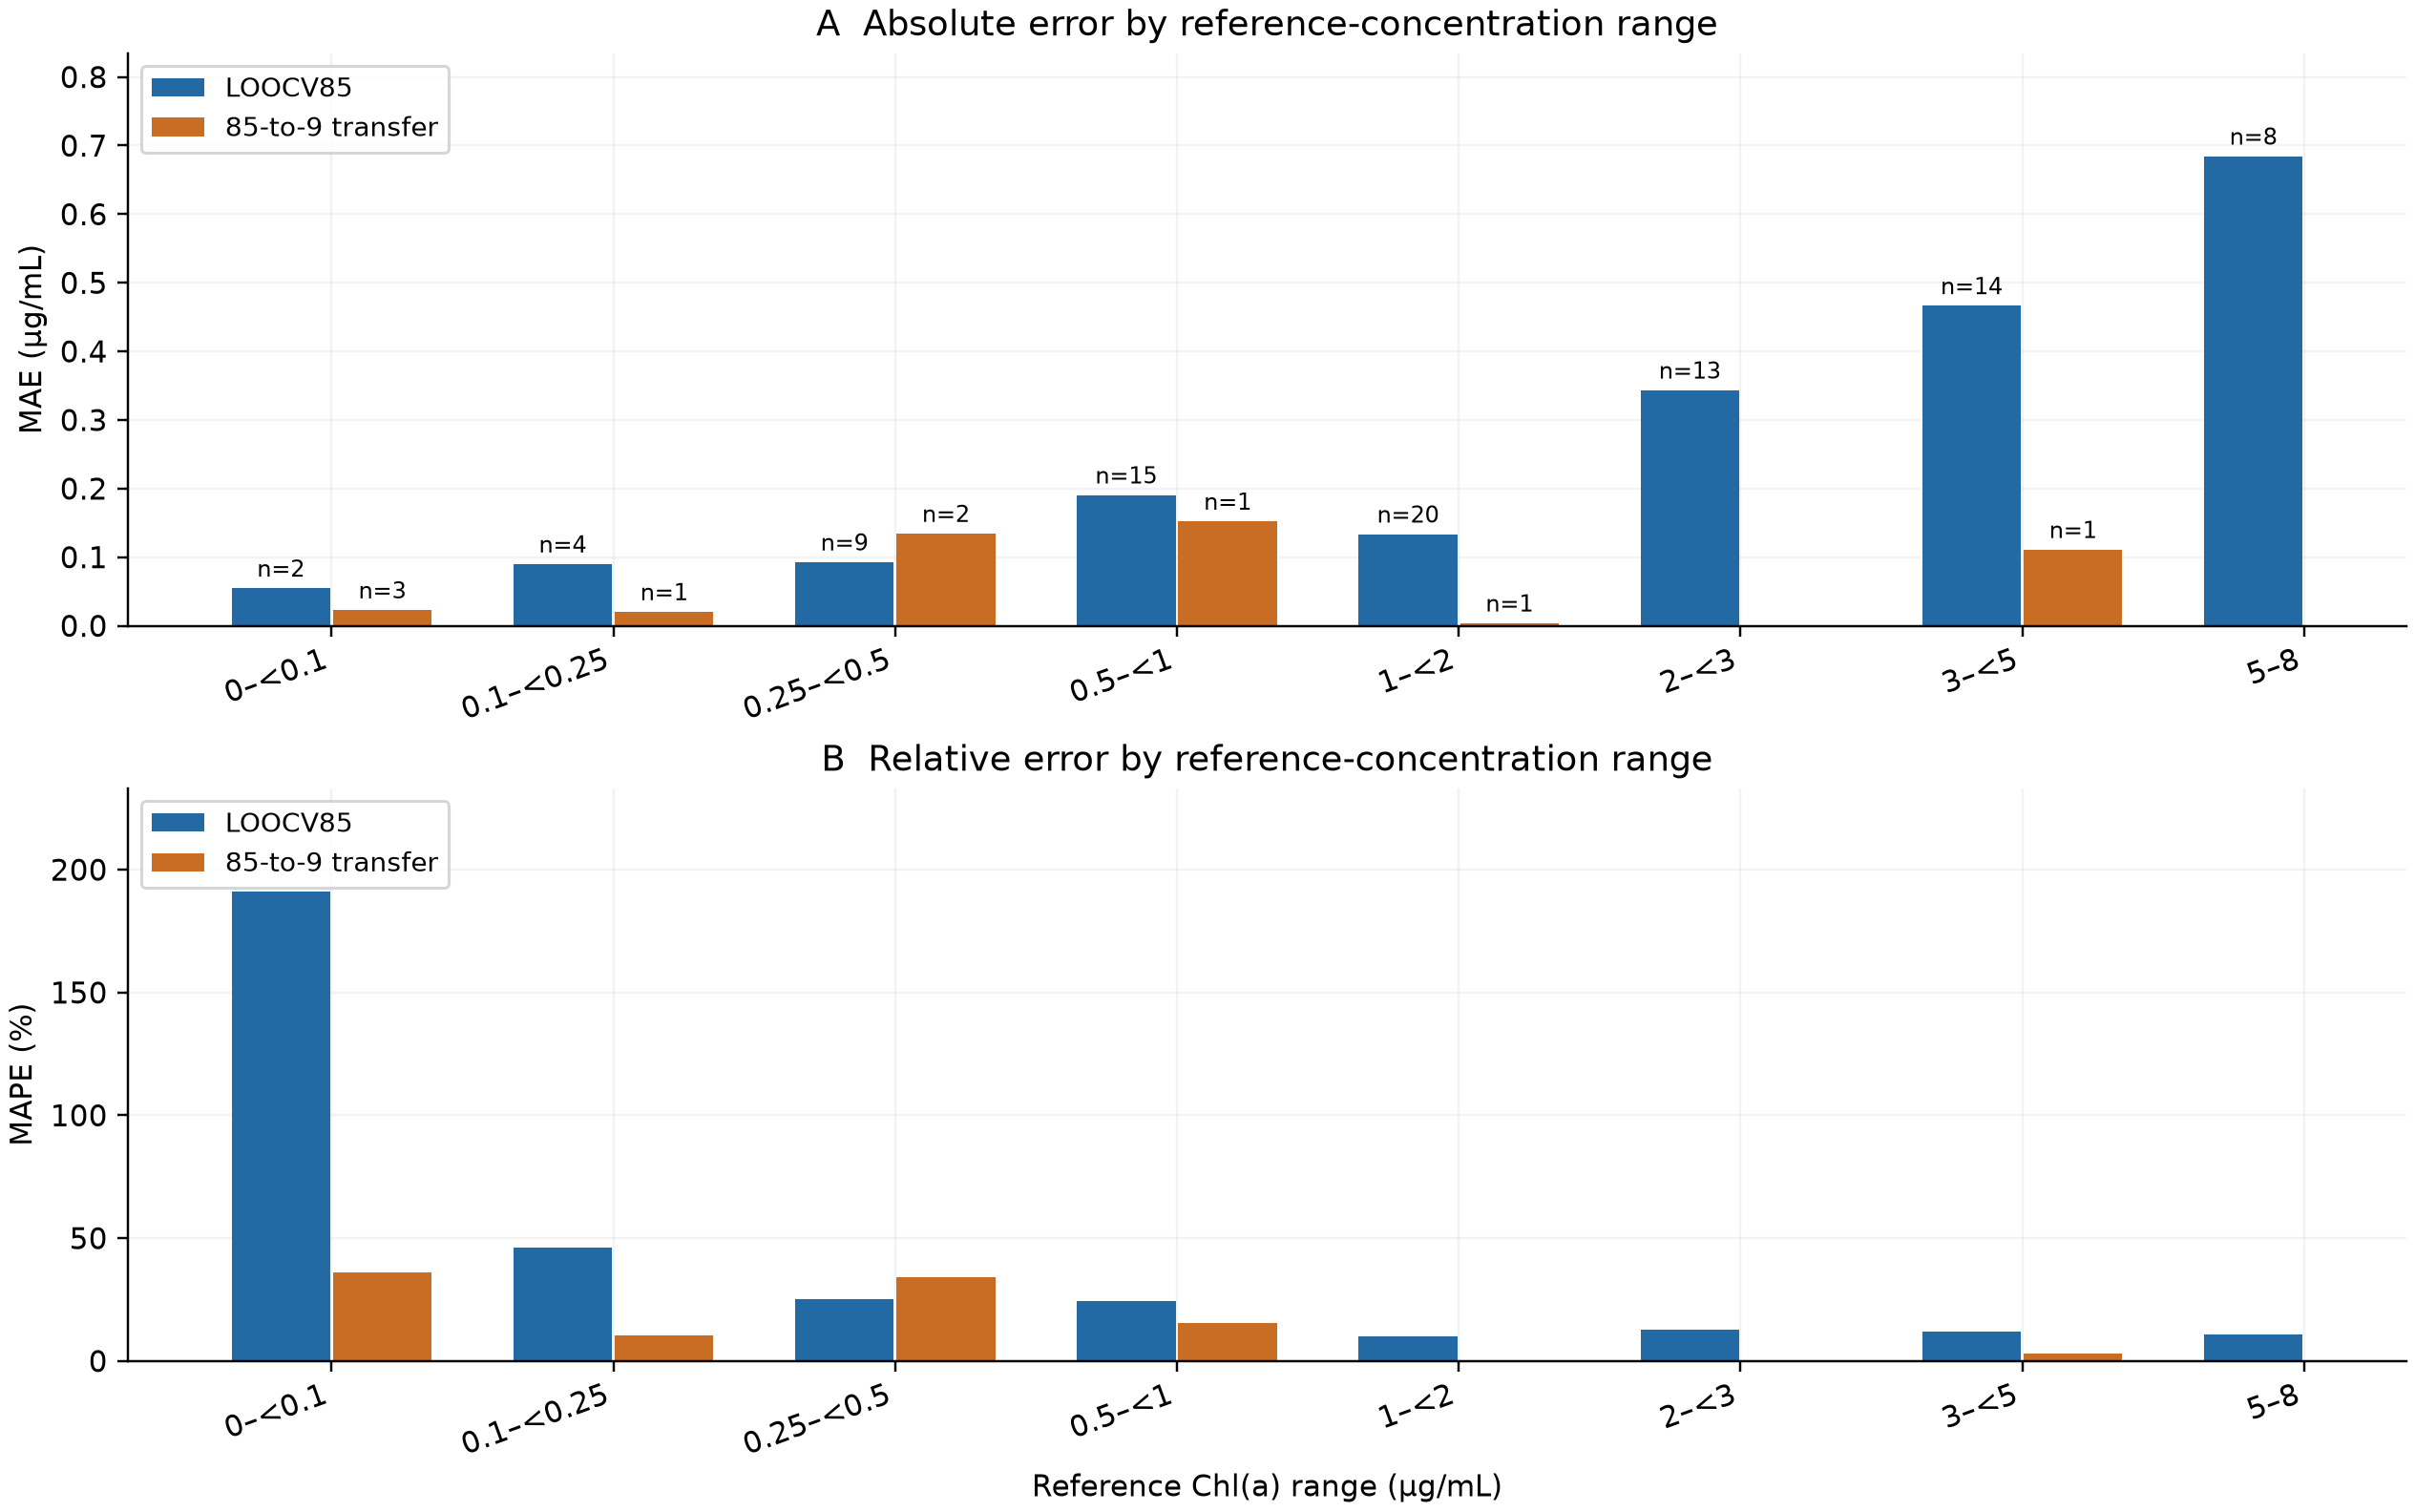 A  Absolute error by reference-concentration range
LOOCV85
85-to-9 transfer
MAE (µg/mL)
0.8
0.7
0.6
0.5
0.4
0.3
0.2
0.1
0.0
n=2
n=3
n=4
n=1
n=9
n=2
n=15
n=1
n=20
n=1
n=13
n=14
n=1
n=8
0–<0.1
0.1–<0.25
0.25–<0.5
0.5–<1
1–<2
2–<3
3–<5
5–8
B  Relative error by reference-concentration range
LOOCV85
85-to-9 transfer
MAPE (%)
200
150
100
50
0
0–<0.1
0.1–<0.25
0.25–<0.5
0.5–<1
1–<2
2–<3
3–<5
5–8
Reference Chl(a) range (µg/mL)